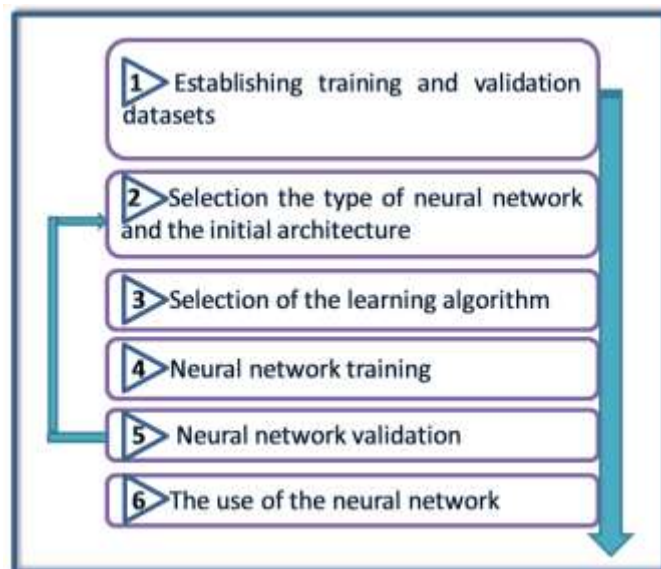 1 Establishing training and validation
datasets
2 Selection the type of neural network
and the initial architecture
3 Selection of the learning algorithm
4 Neural network training
5 Neural network validation
6 The use of the neural network